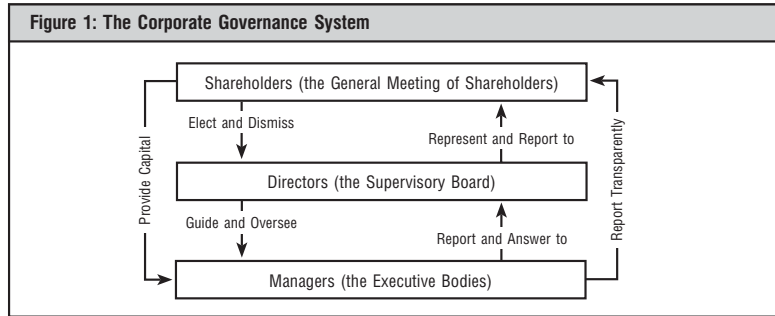 Figure 1: The Corporate Governance System
Shareholders (the General Meeting of Shareholders)
Elect and Dismiss
Represent and Report to
Provide Capital
Directors (the Supervisory Board)
Report Transparently
Guide and Oversee
Report and Answer to
Managers (the Executive Bodies)